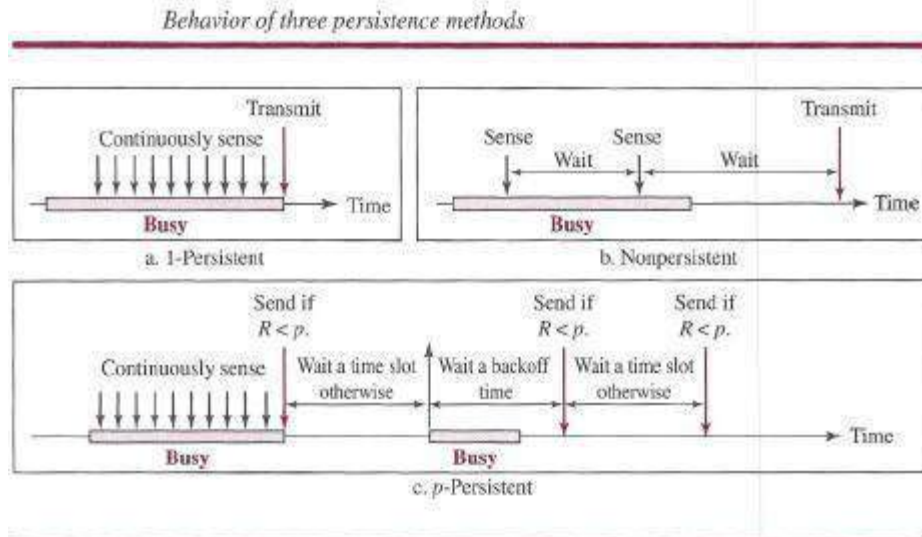 Behavior of three persistence methods
Transmit
Continuously sense
Time
Busy
a. 1-Persistent
Transmit
Sense
Sense
Wait
Wait
Time
Busy
b. Nonpersistent
Send if
R < p.
Send if
R < p.
Send if
R < p.
Continuously sense
Wait a time slot
otherwise
Wait a backoff
time
Wait a time slot
otherwise
Time
Busy
Busy
c. p-Persistent